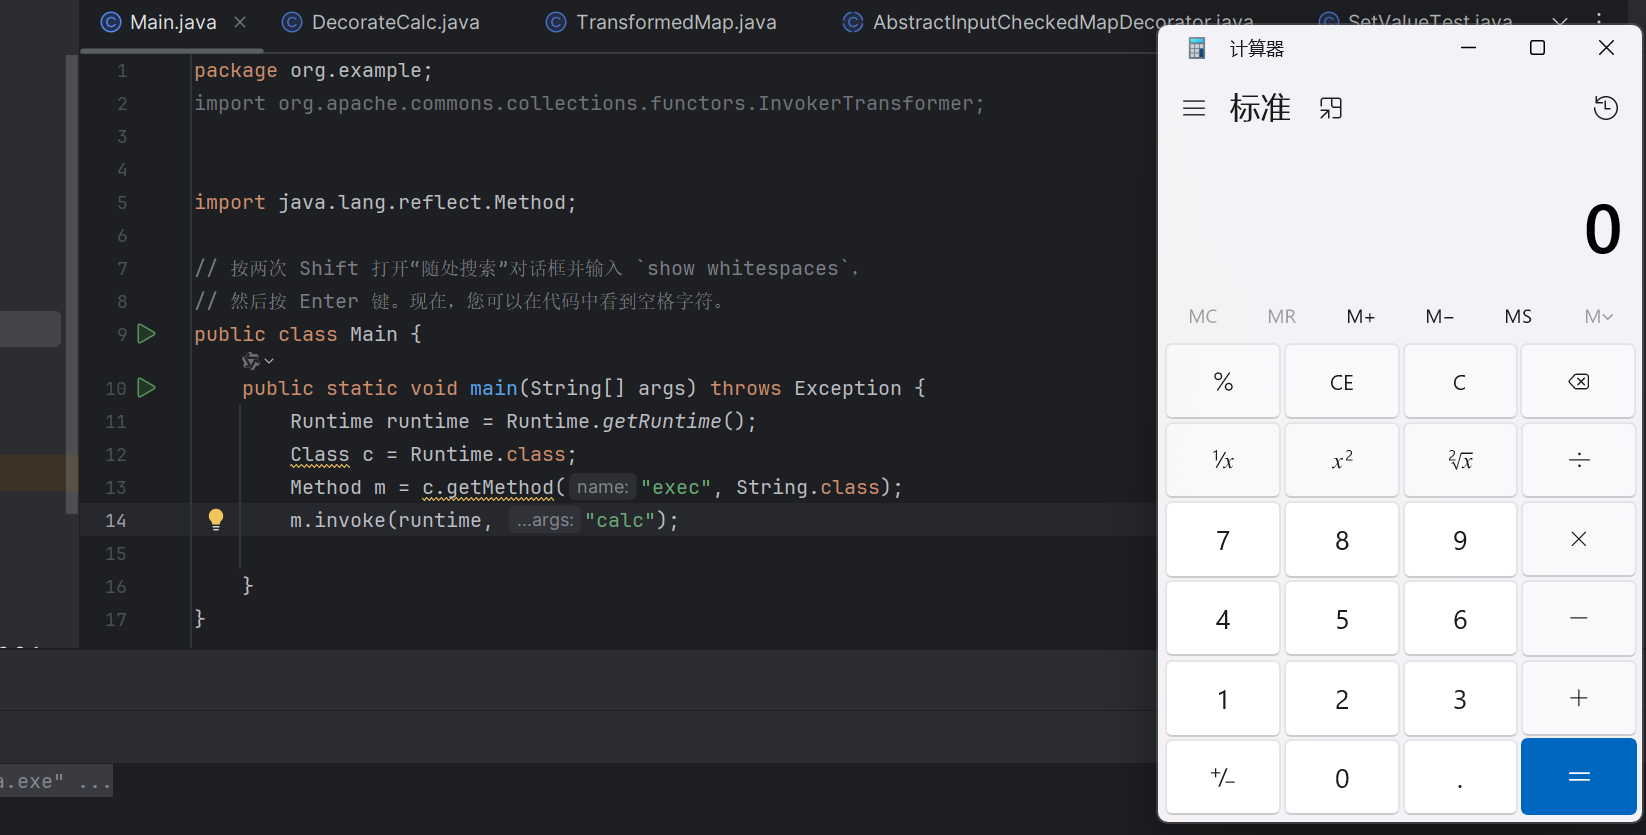 Main.java DecorateCalc.java TransformedMap.java AbstractInputCheckedMapDecorator.java SetValueTest.java
1 package org.example;
2 import org.apache.commons.collections.functors.InvokerTransformer;
3
4
5 import java.lang.reflect.Method;
6
7 // 按两次 Shift 打开“随处搜索”对话框并输入 `show whitespaces`，
8 // 然后按 Enter 键。现在，您可以在代码中看到空格字符。
9 public class Main {
10 public static void main(String[] args) throws Exception {
11 Runtime runtime = Runtime.getRuntime();
12 Class c = Runtime.class;
13 Method m = c.getMethod( name: "exec", String.class);
14 m.invoke(runtime, ...args: "calc");
15
16 }
17 }
a.exe" ...
计算器
标准
0
MC MR M+ M− MS M
% CE C
¹/x x² ²√x ÷
7 8 9 ×
4 5 6 −
1 2 3 +
+/− 0 . =